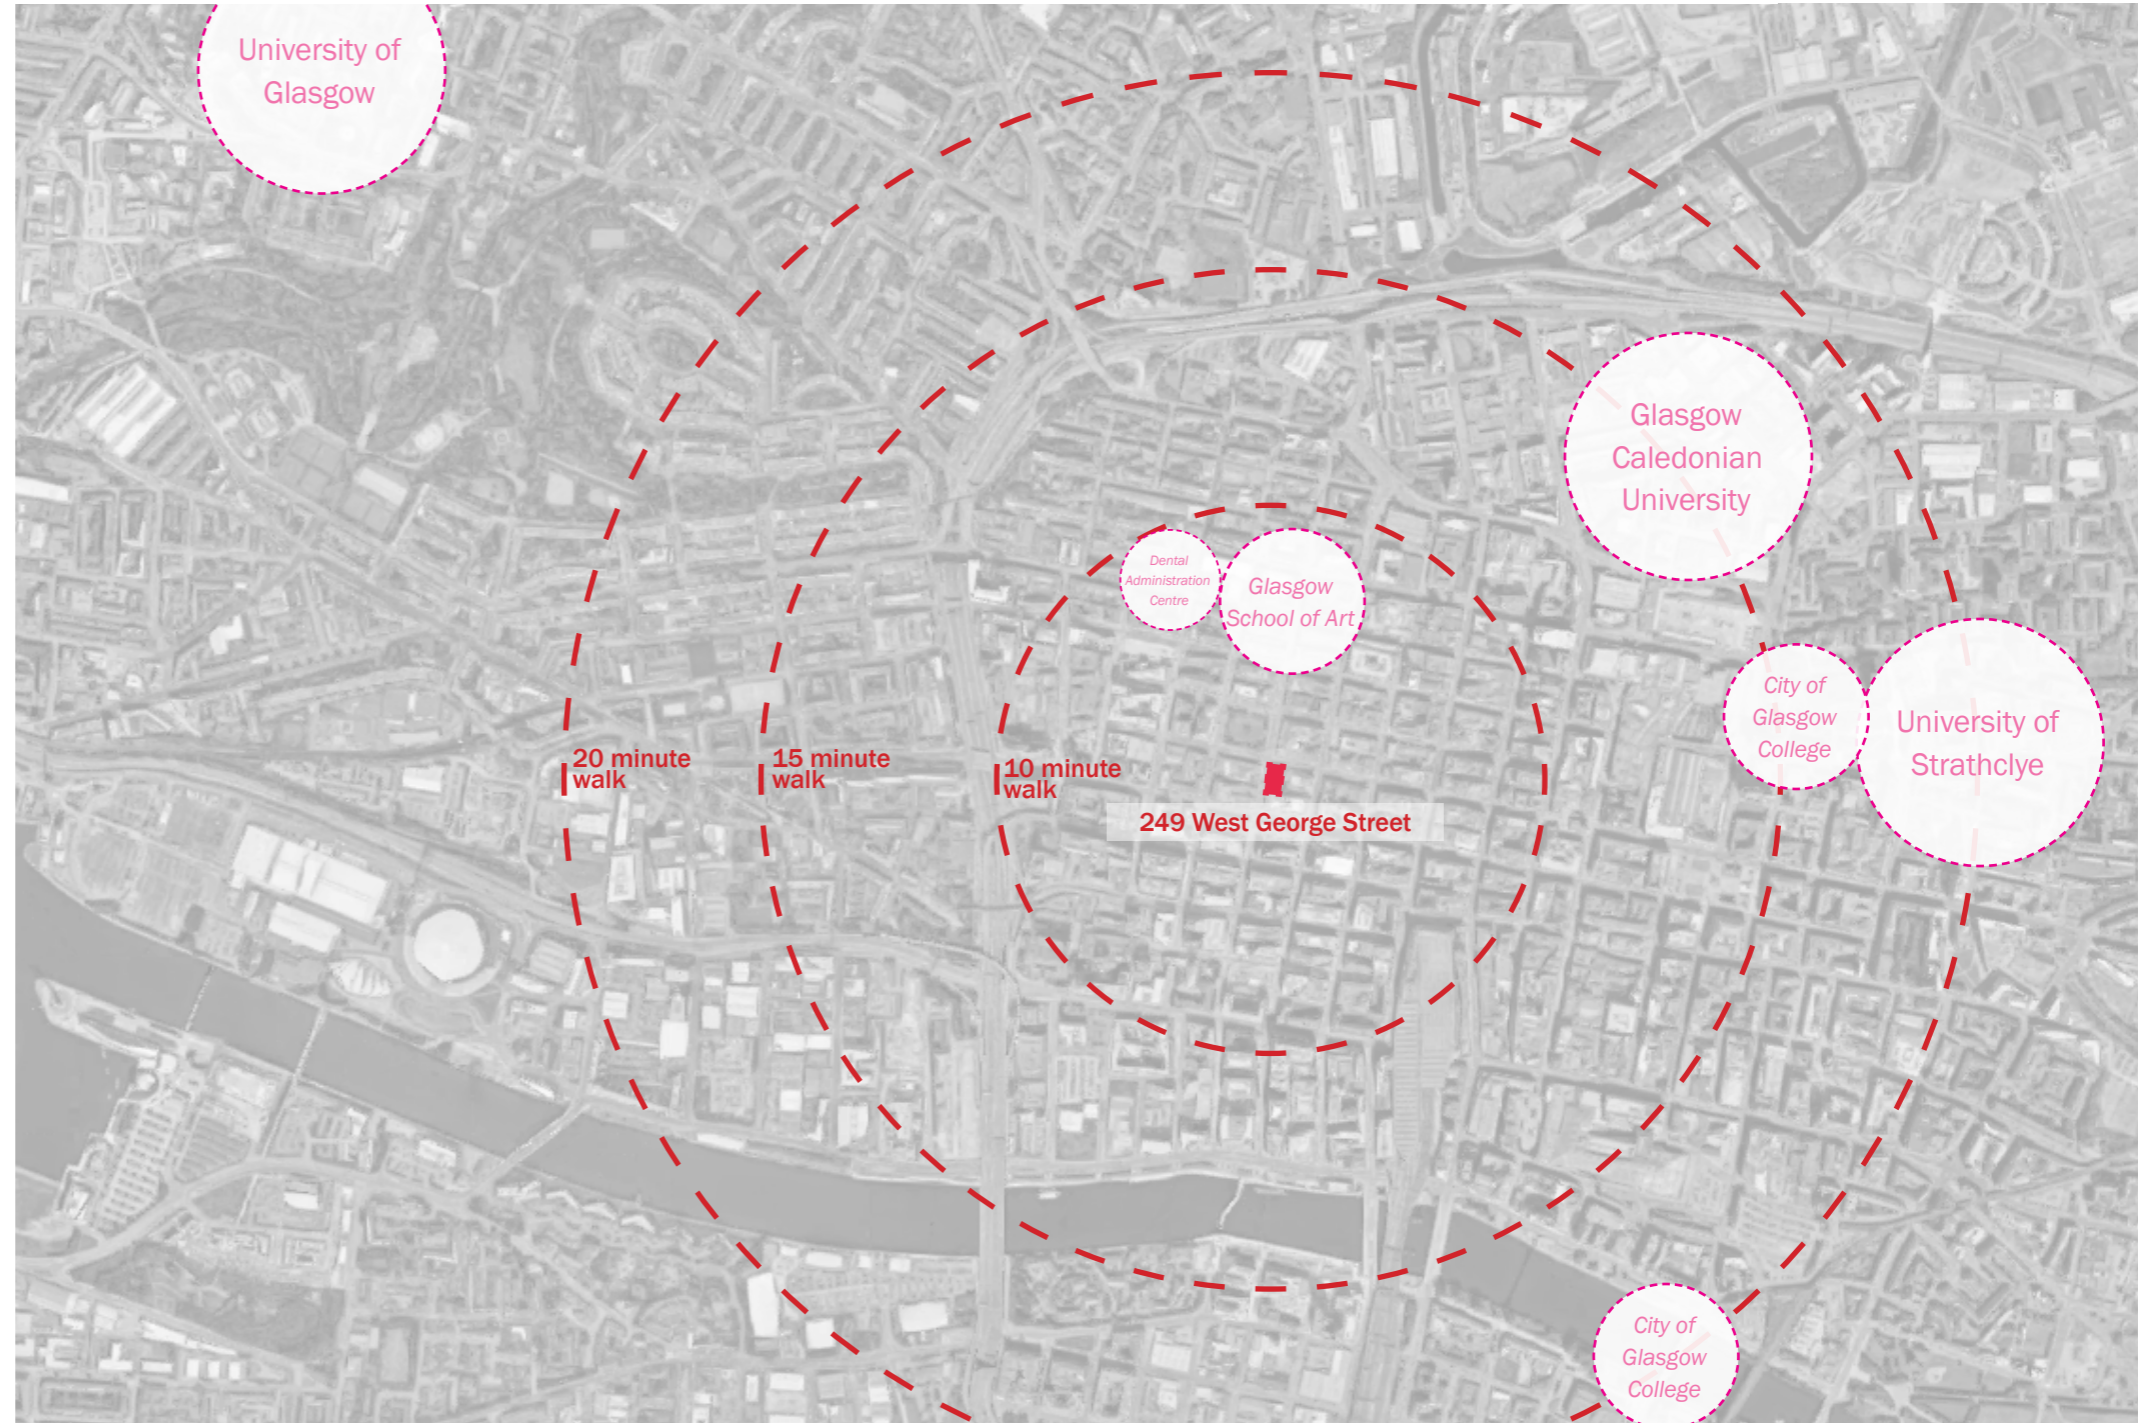 University of
Glasgow
Glasgow
Caledonian
University
Dental
Administration
Centre
Glasgow
School of Art
City of
Glasgow
College
University of
Strathclye
20 minute
walk
15 minute
walk
10 minute
walk
249 West George Street
City of
Glasgow
College